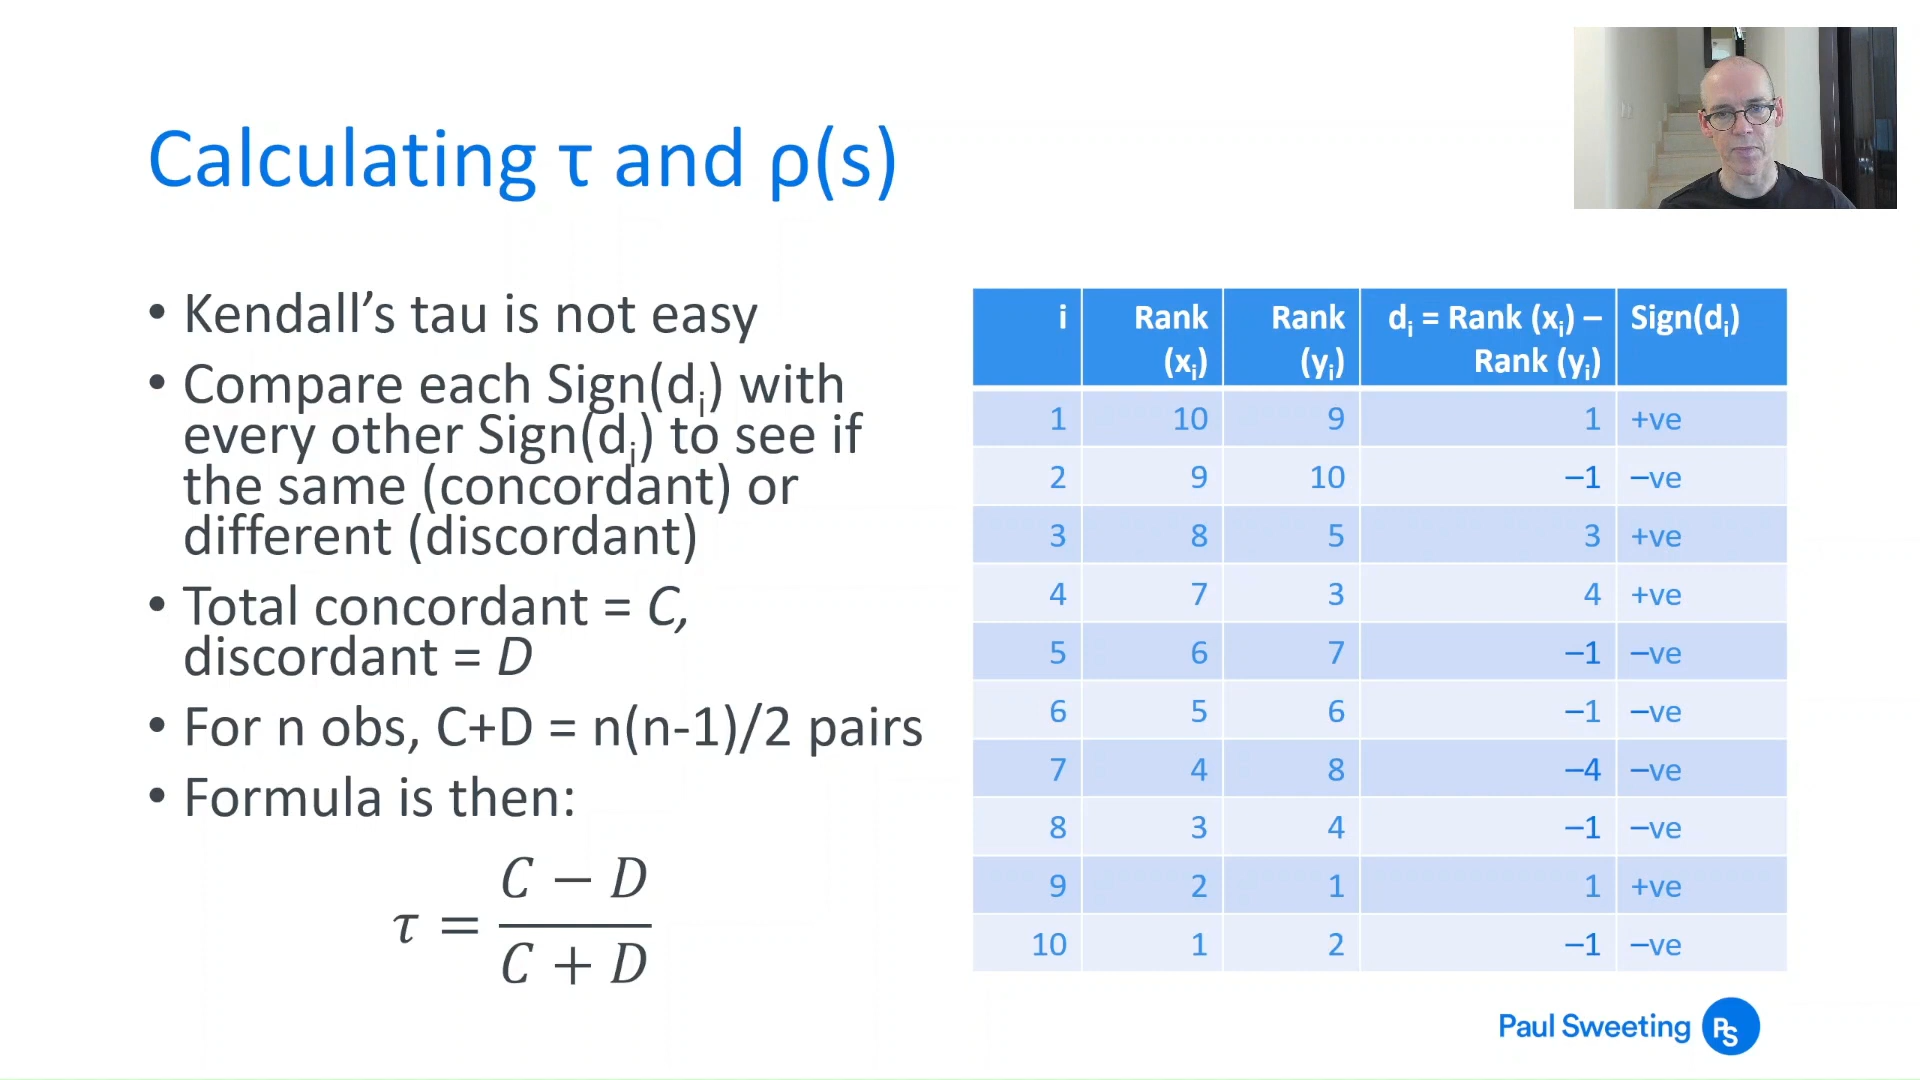 Calculating τ and ρ(s)
• Kendall’s tau is not easy
• Compare each Sign(dᵢ) with
every other Sign(dᵢ) to see if
the same (concordant) or
different (discordant)
• Total concordant = C,
discordant = D
• For n obs, C+D = n(n-1)/2 pairs
• Formula is then:
τ = (C − D)/(C + D)
i Rank (xᵢ) Rank (yᵢ) dᵢ = Rank (xᵢ) – Rank (yᵢ) Sign(dᵢ)
1 10 9 1 +ve
2 9 10 –1 –ve
3 8 5 3 +ve
4 7 3 4 +ve
5 6 7 –1 –ve
6 5 6 –1 –ve
7 4 8 –4 –ve
8 3 4 –1 –ve
9 2 1 1 +ve
10 1 2 –1 –ve
Paul Sweeting PS